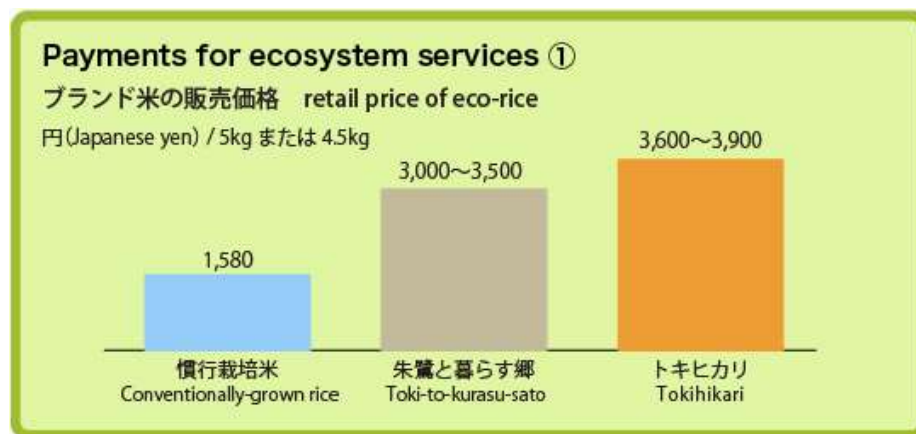 Payments for ecosystem services ①
ブランド米の販売価格 retail price of eco-rice
円(Japanese yen) / 5kg または 4.5kg
3,600〜3,900
3,000〜3,500
1,580
慣行栽培米
Conventionally-grown rice
朱鷺と暮らす郷
Toki-to-kurasu-sato
トキヒカリ
Tokihikari